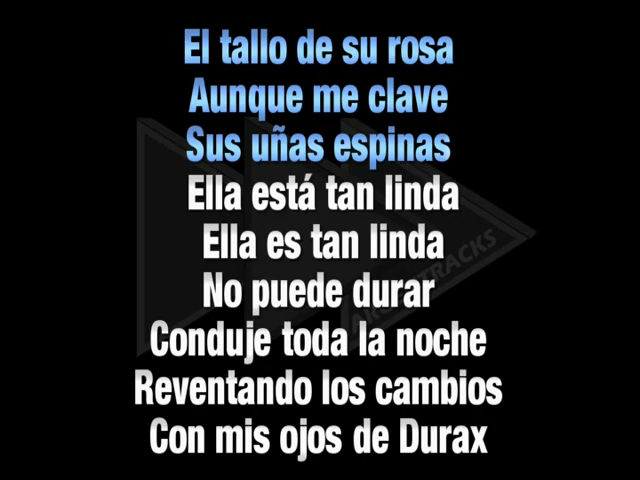 El tallo de su rosa
Aunque me clave
Sus uñas espinas
Ella está tan linda
Ella es tan linda
No puede durar
Conduje toda la noche
Reventando los cambios
Con mis ojos de Durax